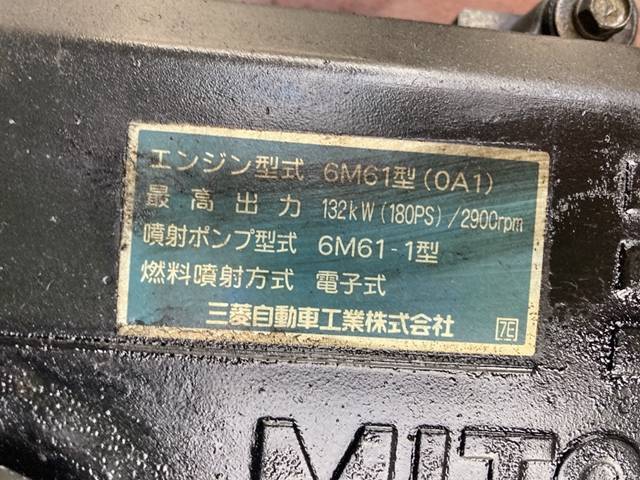 エンジン型式 6M61型(0A1)
最高出力 132kW(180PS)/2900rpm
噴射ポンプ型式 6M61-1型
燃料噴射方式 電子式
三菱自動車工業株式会社 7E
MITS